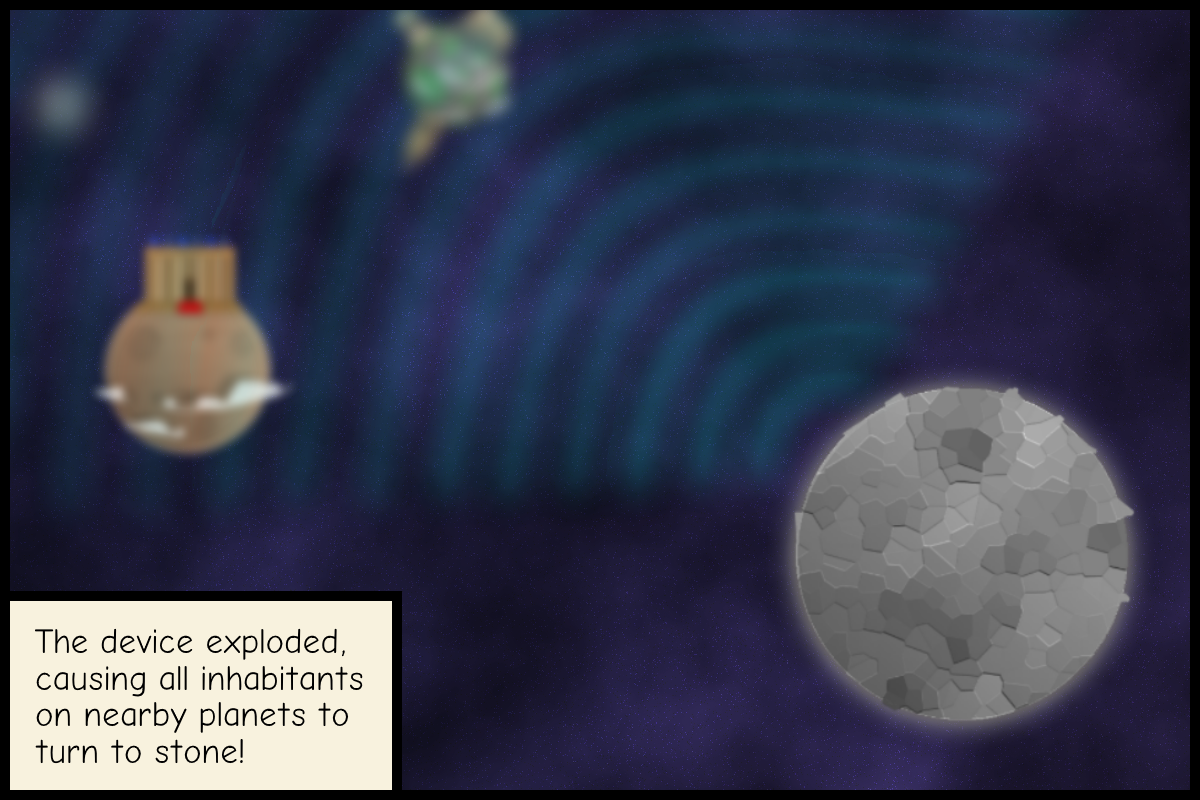 The device exploded,
causing all inhabitants
on nearby planets to
turn to stone!